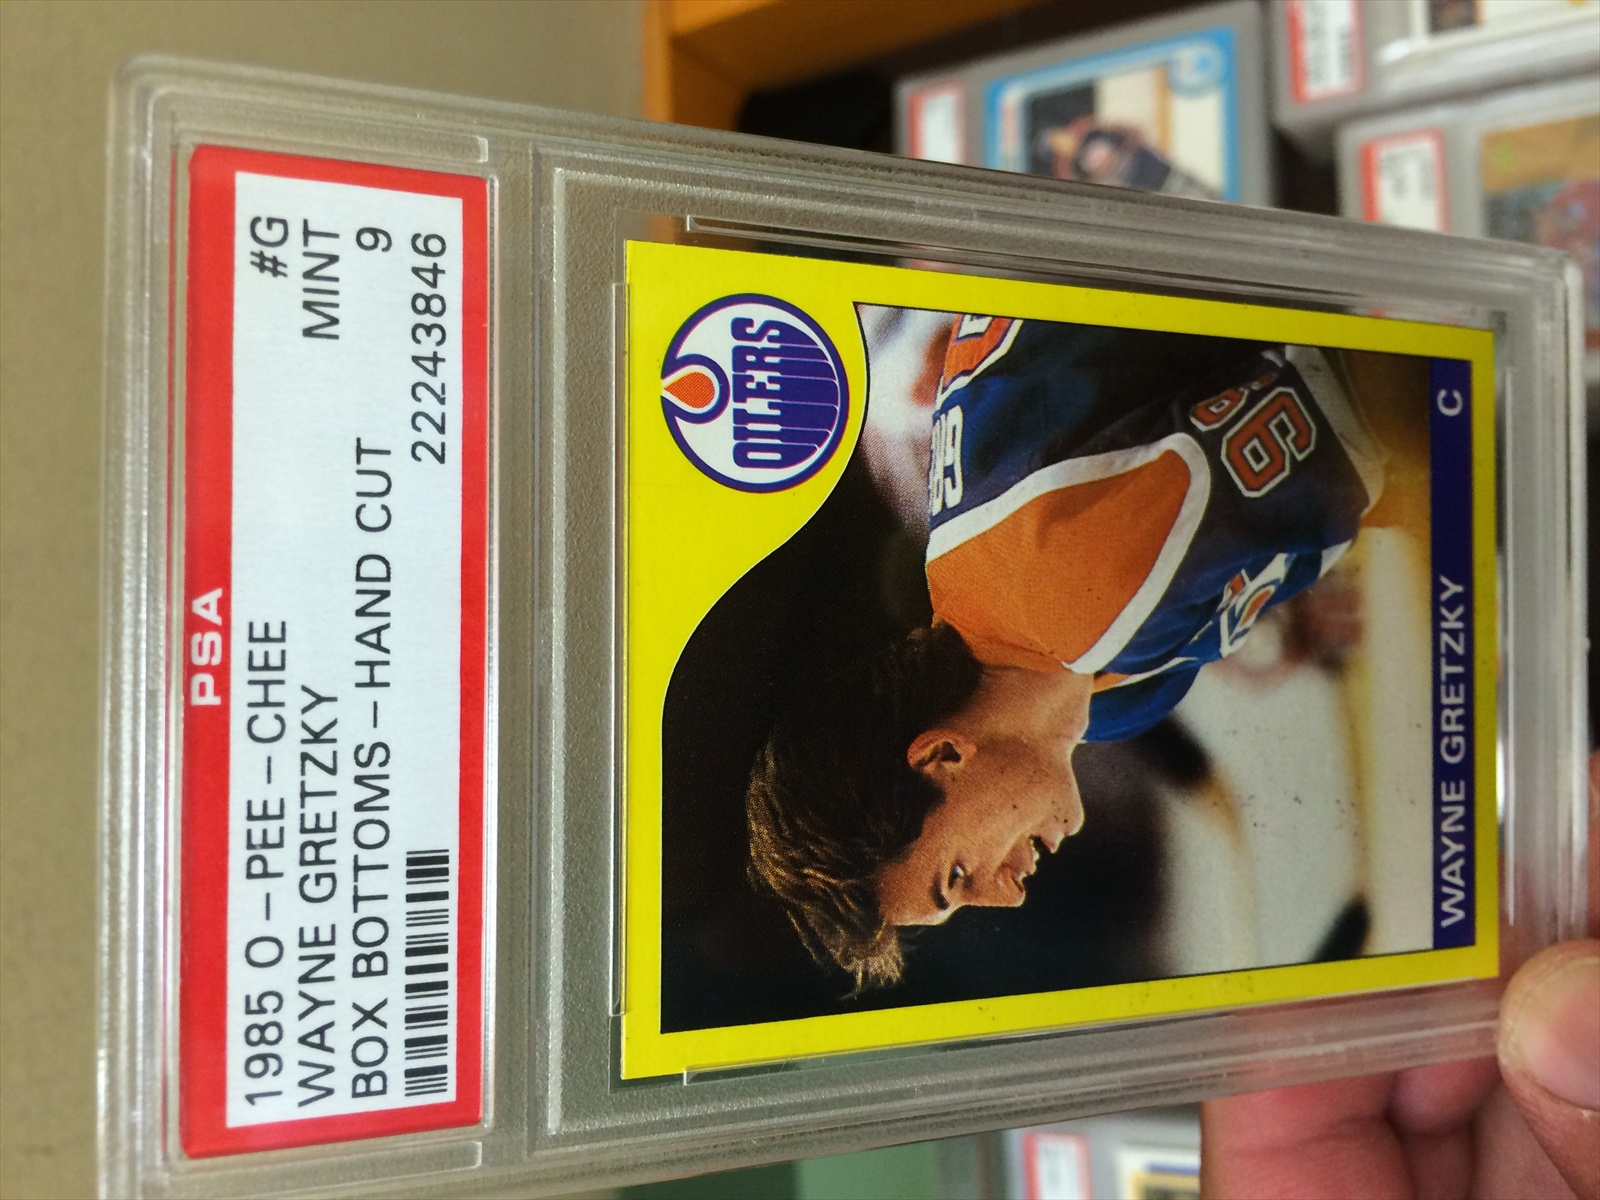 PSA
1985 O-PEE-CHEE #G
WAYNE GRETZKY MINT
BOX BOTTOMS-HAND CUT 9
22243846
OILERS
99
WAYNE GRETZKY C